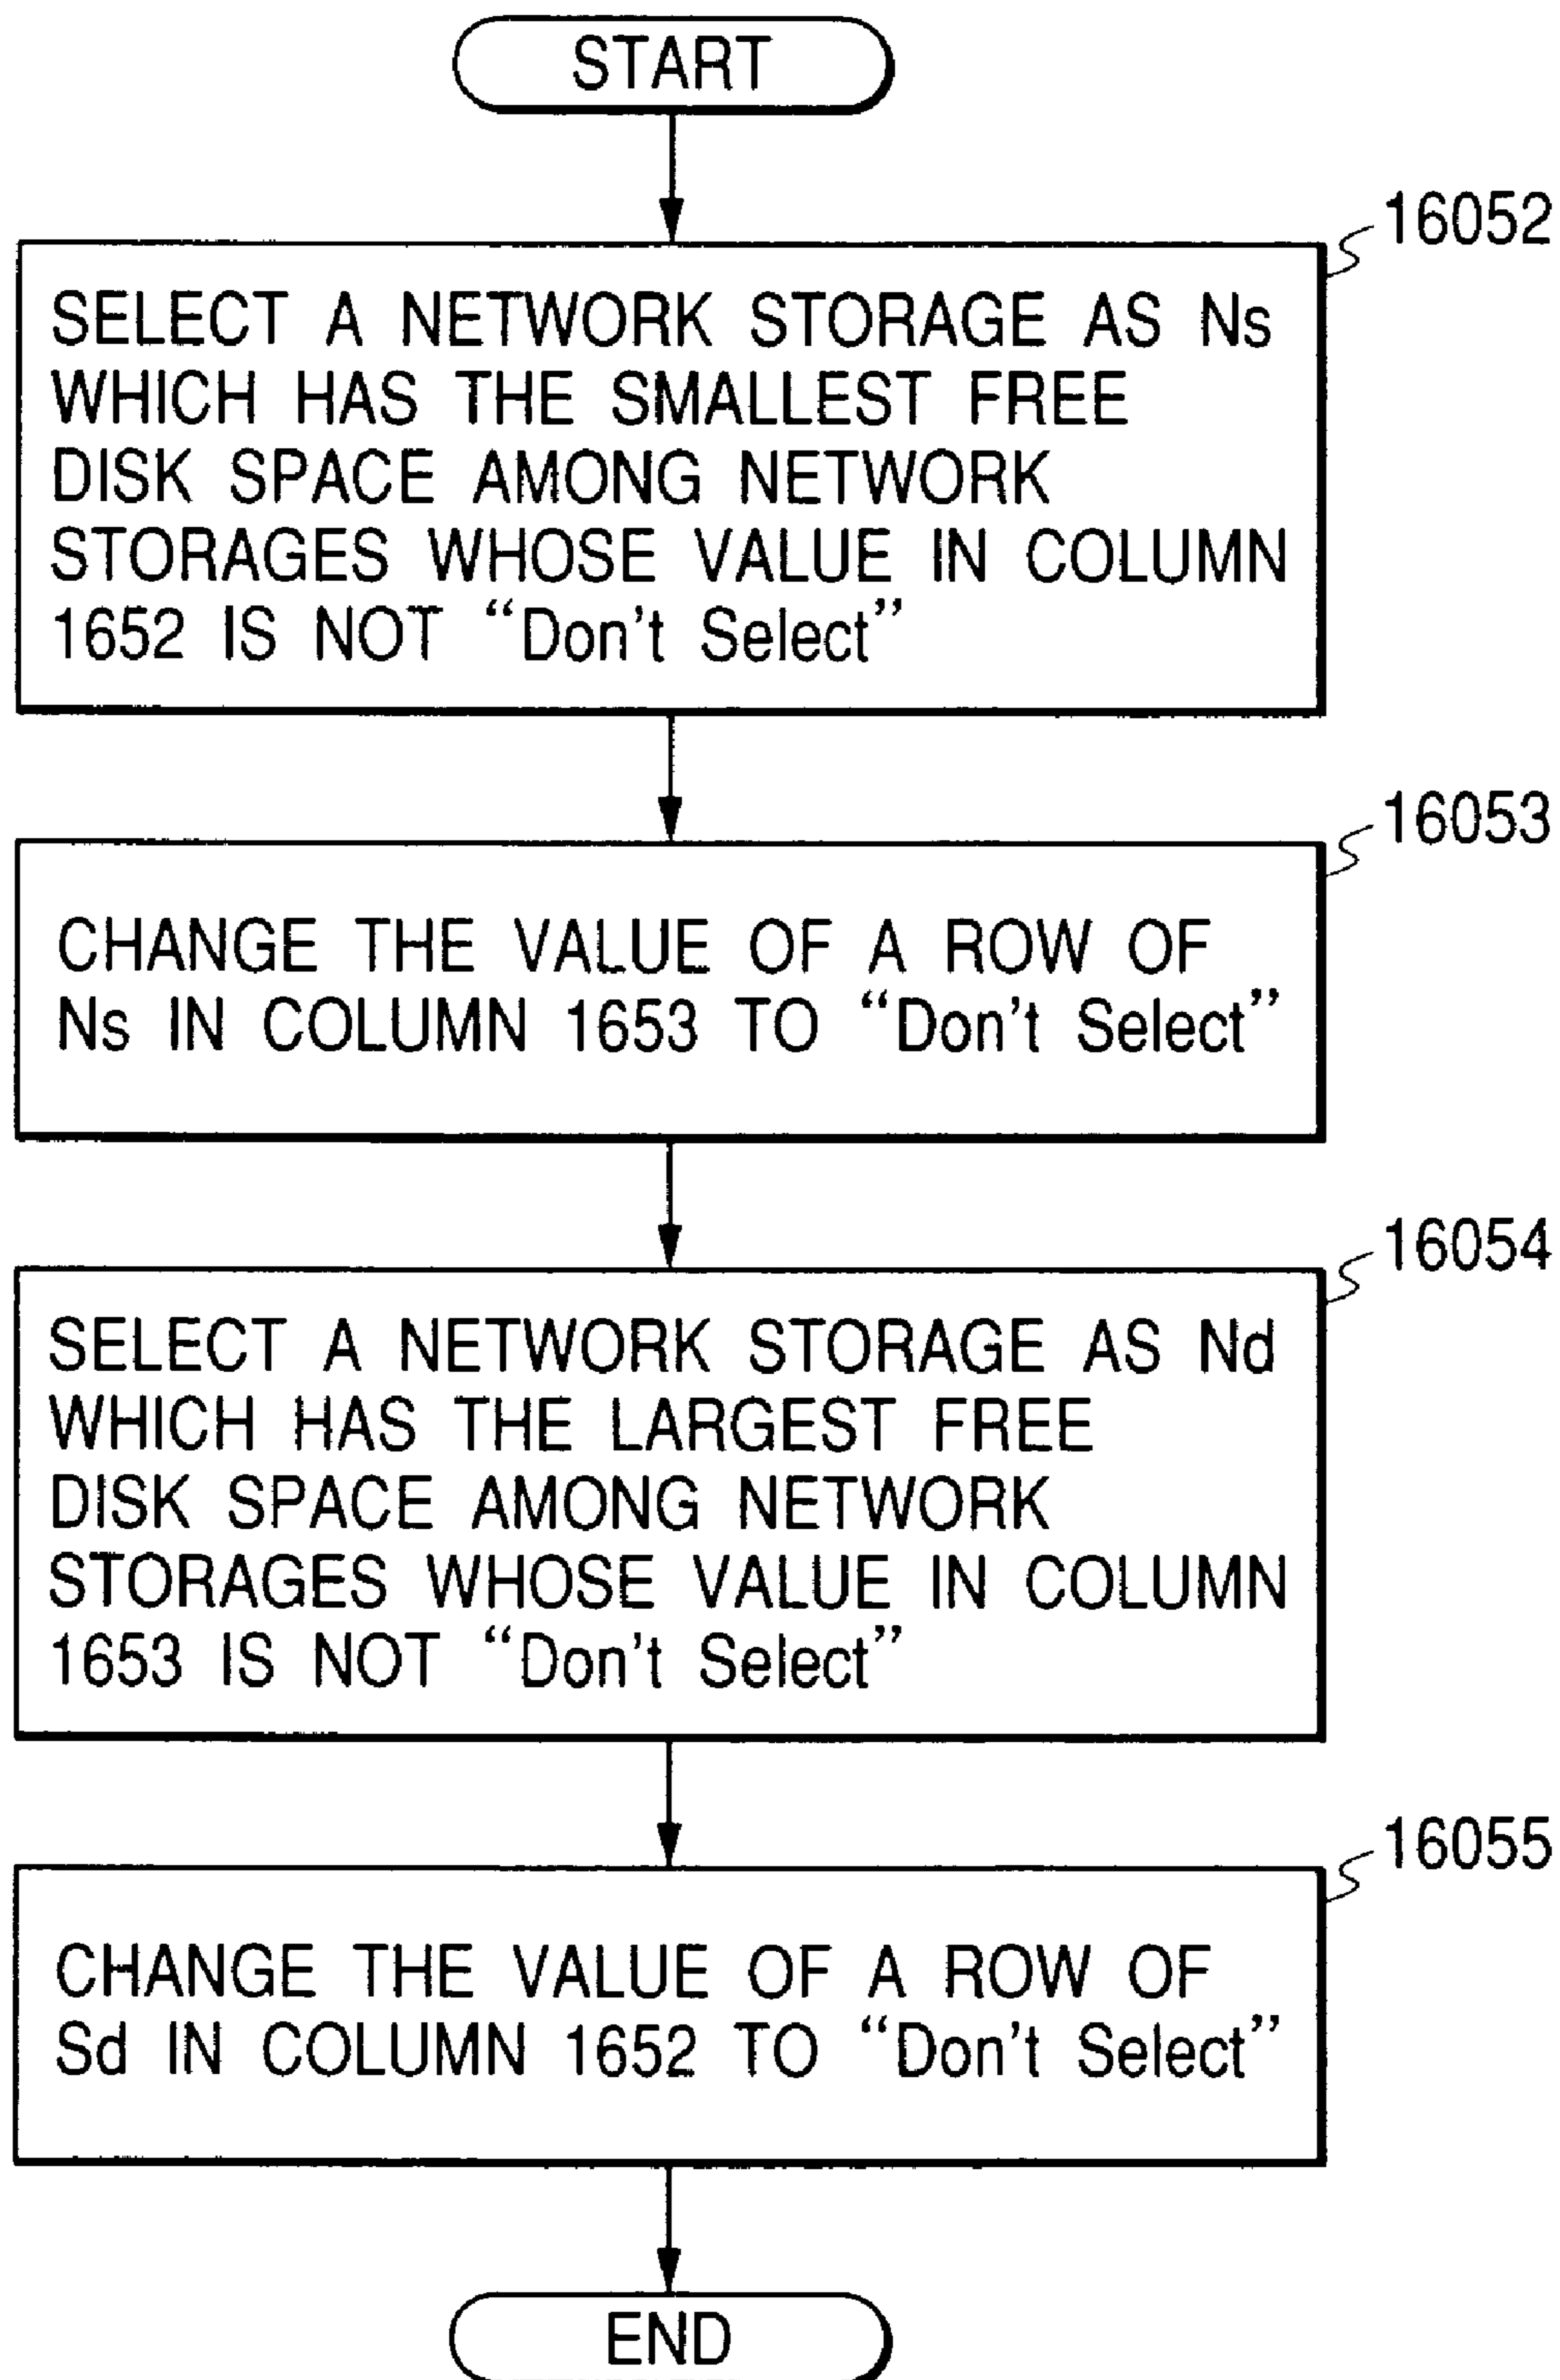 START
16052
SELECT A NETWORK STORAGE AS Ns
WHICH HAS THE SMALLEST FREE
DISK SPACE AMONG NETWORK
STORAGES WHOSE VALUE IN COLUMN
1652 IS NOT “Don't Select”
16053
CHANGE THE VALUE OF A ROW OF
Ns IN COLUMN 1653 TO “Don't Select”
16054
SELECT A NETWORK STORAGE AS Nd
WHICH HAS THE LARGEST FREE
DISK SPACE AMONG NETWORK
STORAGES WHOSE VALUE IN COLUMN
1653 IS NOT “Don't Select”
16055
CHANGE THE VALUE OF A ROW OF
Sd IN COLUMN 1652 TO “Don't Select”
END